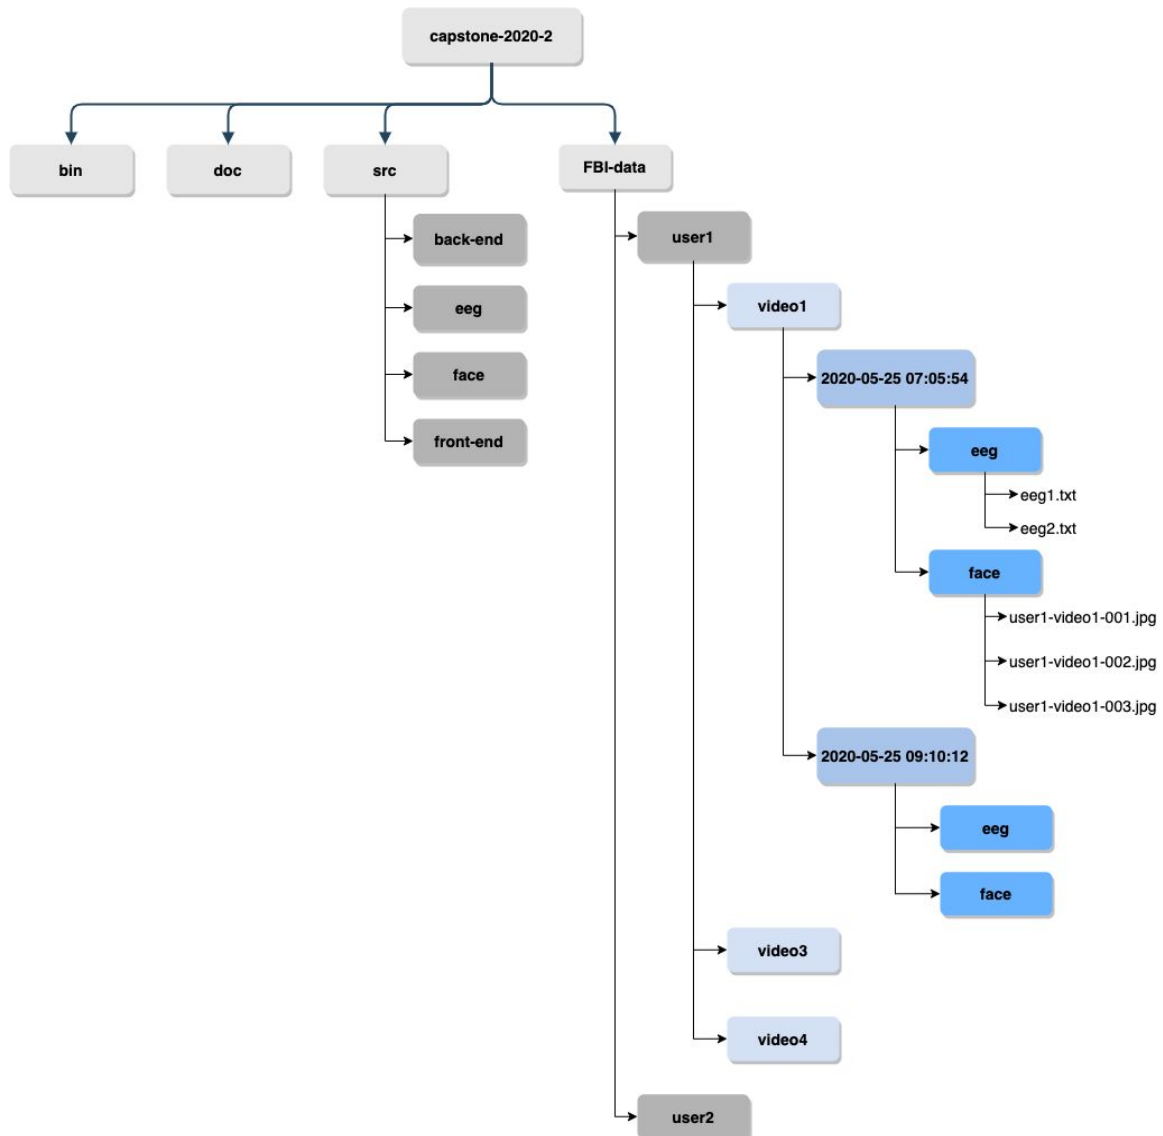 capstone-2020-2
bin
doc
src
FBI-data
back-end
eeg
face
front-end
user1
video1
2020-05-25 07:05:54
eeg
eeg1.txt
eeg2.txt
face
user1-video1-001.jpg
user1-video1-002.jpg
user1-video1-003.jpg
2020-05-25 09:10:12
eeg
face
video3
video4
user2